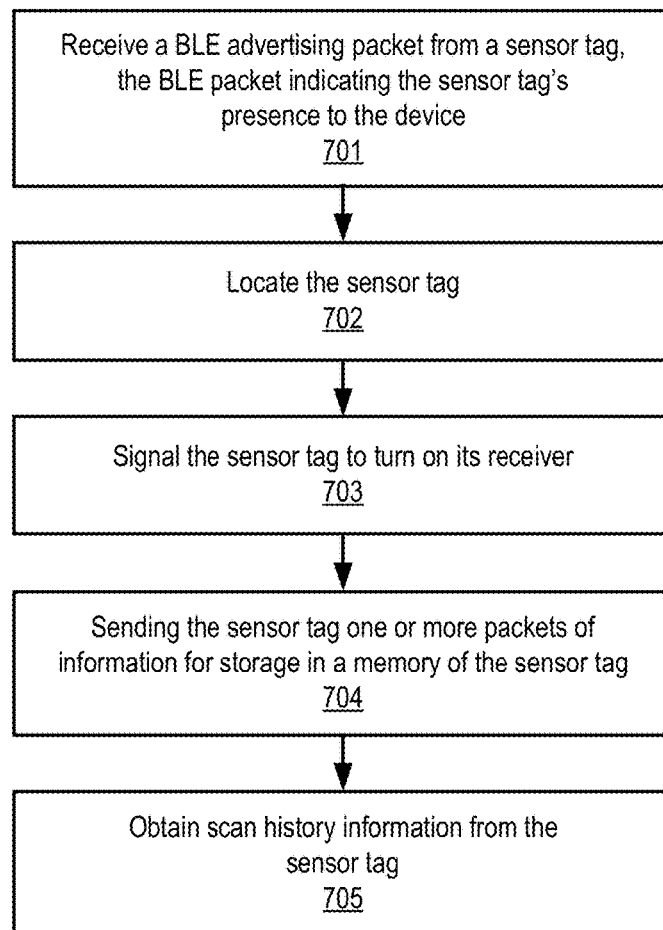 Receive a BLE advertising packet from a sensor tag,
the BLE packet indicating the sensor tag's
presence to the device
701
Locate the sensor tag
702
Signal the sensor tag to turn on its receiver
703
Sending the sensor tag one or more packets of
information for storage in a memory of the sensor tag
704
Obtain scan history information from the
sensor tag
705